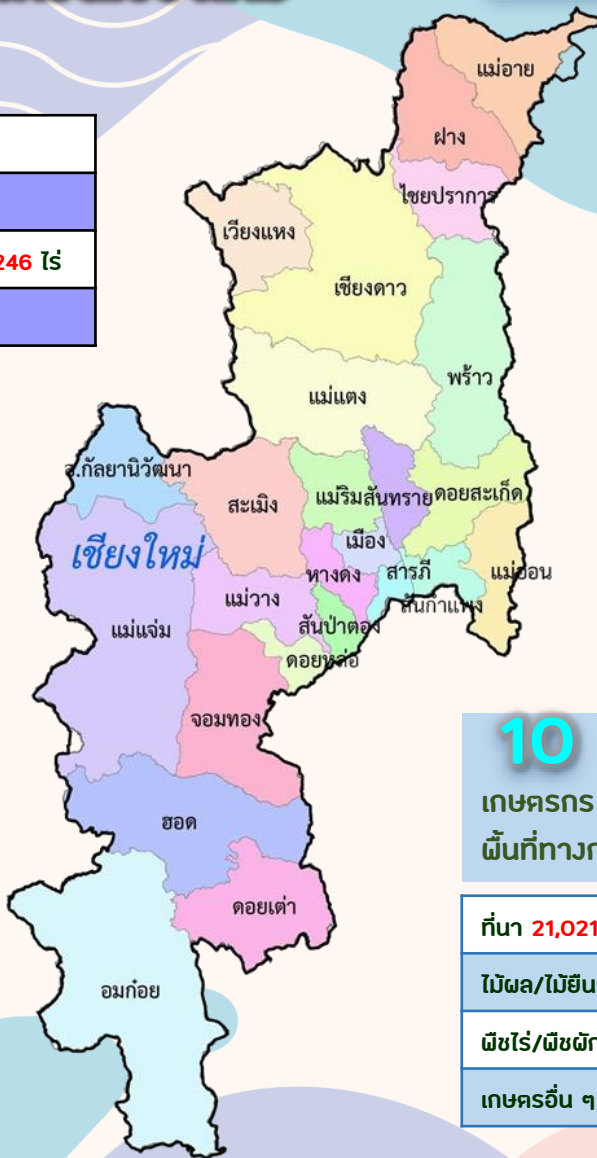 แม่อาย
ฝาง
ไชยปราการ
246 ไร่
เวียงแหง
เชียงดาว
พร้าว
แม่แตง
อ.กัลยานิวัฒนา
สะเมิง
แม่ริม
สันทราย
ดอยสะเก็ด
เมือง
เชียงใหม่
หางดง
สารภี
แม่ออน
แม่วาง
สันกำแพง
สันป่าตอง
แม่แจ่ม
ดอยหล่อ
จอมทอง
10
เกษตรกร
พื้นที่ทาง
ฮอด
ดอยเต่า
ที่นา 21,021
ไม้ผล/ไม้ยืน
อมก๋อย
พืชไร่/พืชผัก
เกษตรอื่น ๆ